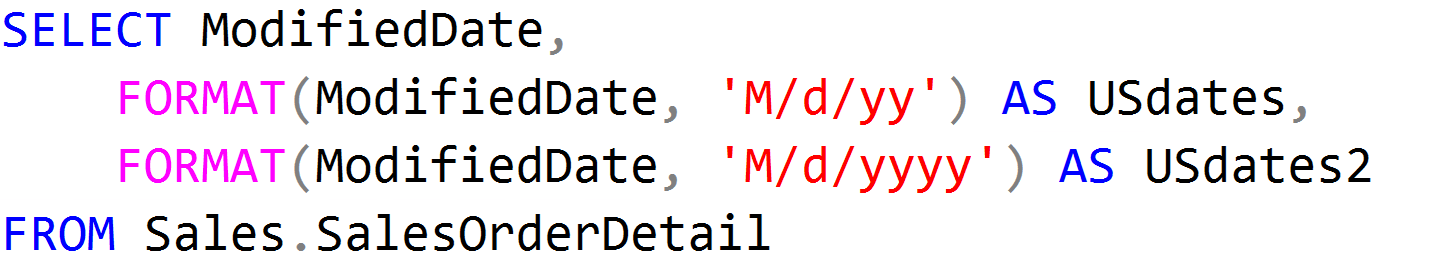 SELECT ModifiedDate,
FORMAT(ModifiedDate, 'M/d/yy') AS USdates,
FORMAT(ModifiedDate, 'M/d/yyyy') AS USdates2
FROM Sales.SalesOrderDetail